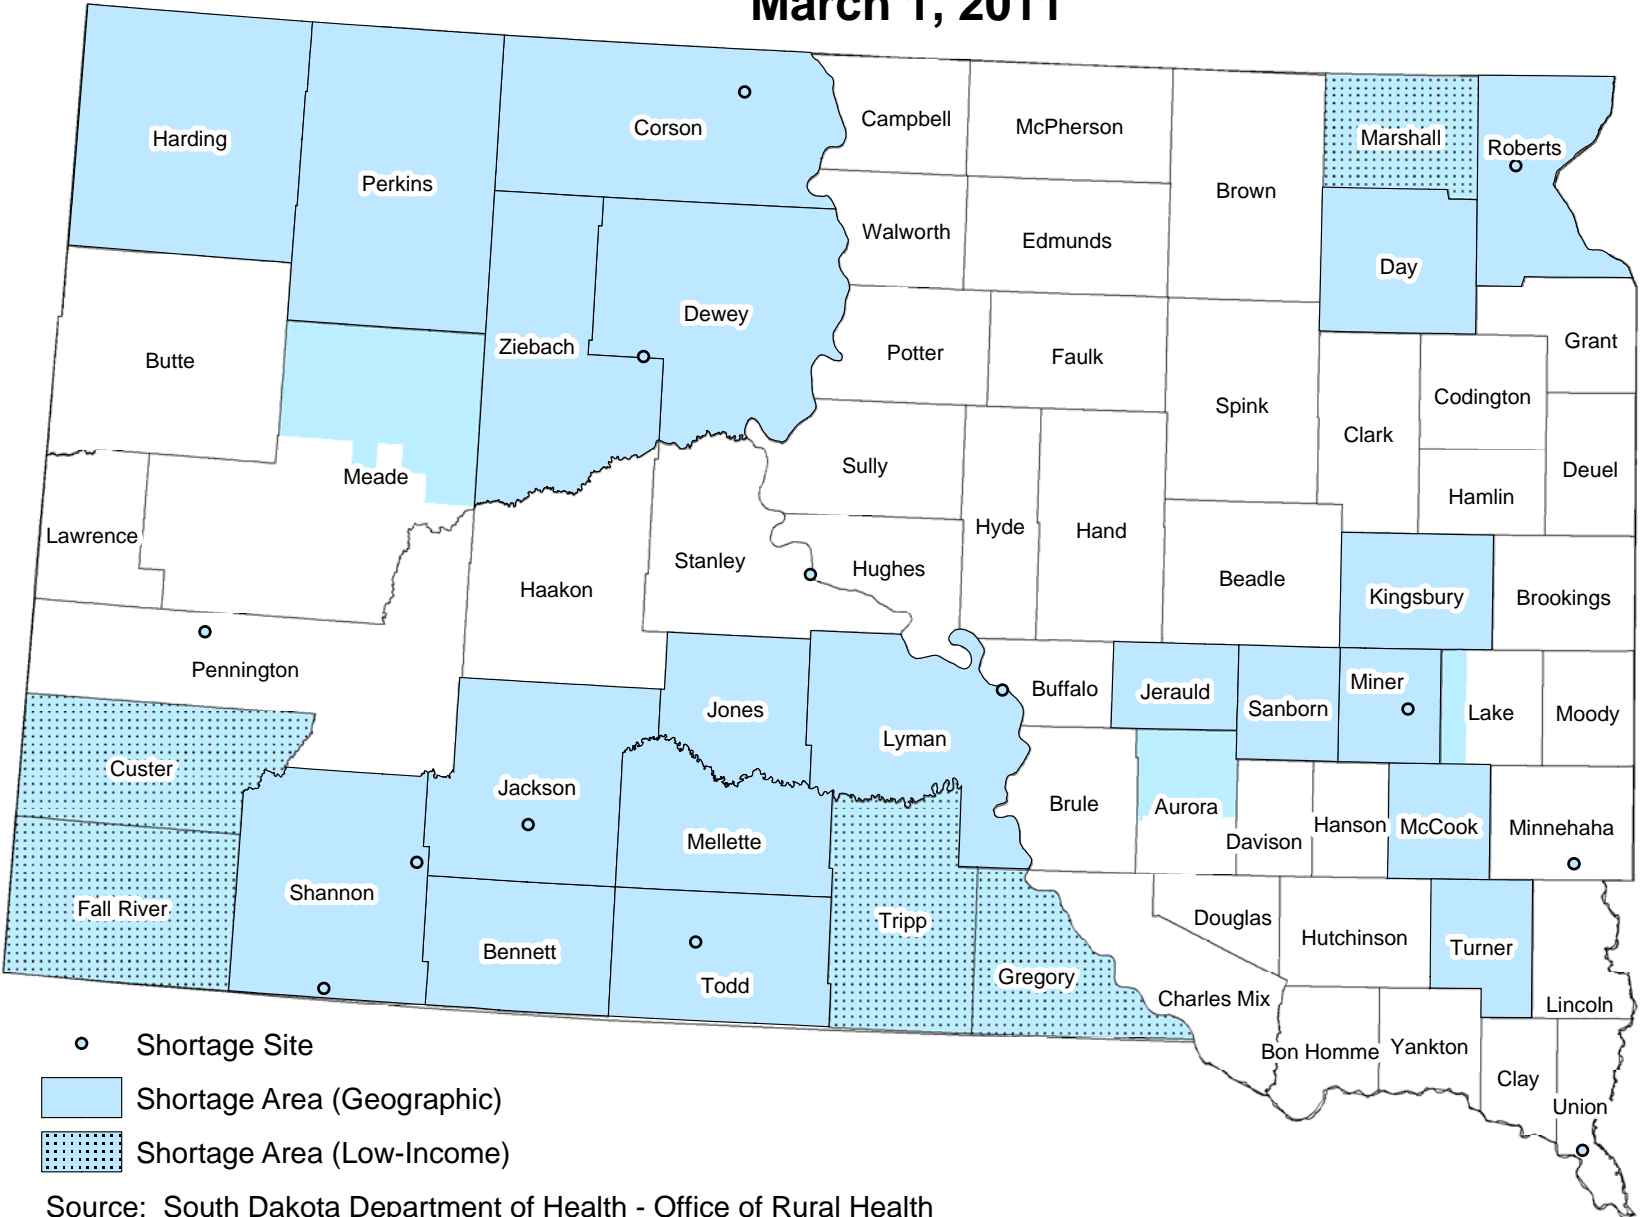 March 1, 2011
Harding
Perkins
Corson
Campbell
McPherson
Brown
Marshall
Roberts
Walworth
Edmunds
Day
Butte
Ziebach
Dewey
Potter
Faulk
Spink
Grant
Codington
Clark
Meade
Sully
Deuel
Hamlin
Lawrence
Hyde
Hand
Stanley
Hughes
Haakon
Beadle
Kingsbury
Brookings
Pennington
Jones
Lyman
Buffalo
Jerauld
Sanborn
Miner
Lake
Moody
Custer
Jackson
Brule
Aurora
Davison
Hanson
McCook
Minnehaha
Mellette
Fall River
Shannon
Bennett
Todd
Tripp
Gregory
Douglas
Hutchinson
Turner
Charles Mix
Lincoln
Bon Homme
Yankton
Clay
Union
Shortage Site
Shortage Area (Geographic)
Shortage Area (Low-Income)
Source: South Dakota Department of Health - Office of Rural Health